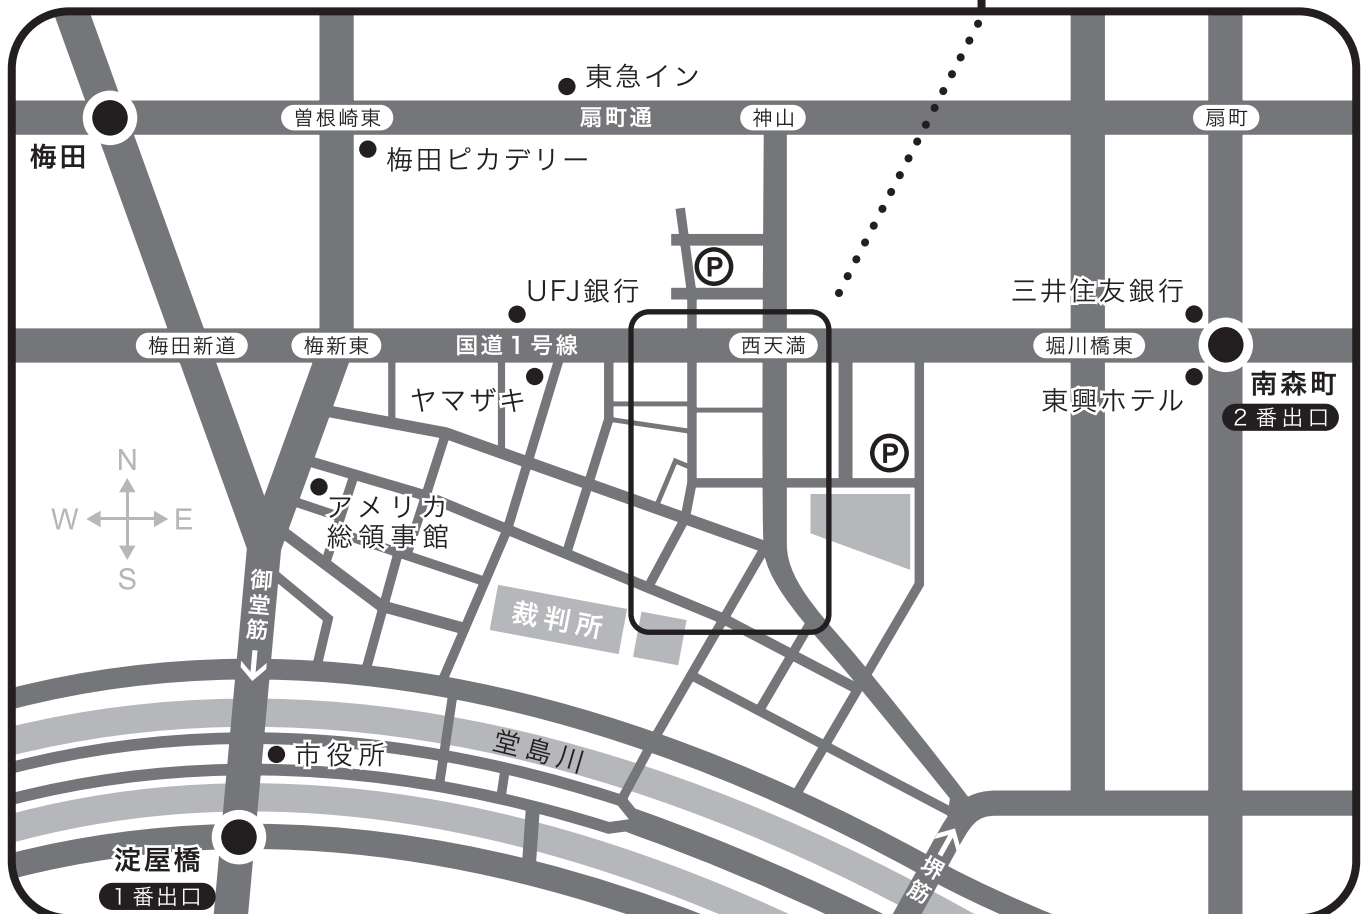 東急イン
曽根崎東
扇町通
神山
扇町
梅田
梅田ピカデリー
P
UFJ銀行
三井住友銀行
梅田新道
梅新東
国道1号線
西天満
堀川橋東
南森町
2番出口
ヤマザキ
東興ホテル
P
N
W
E
S
アメリカ
総領事館
御堂筋
裁判所
堂島川
市役所
淀屋橋
1番出口
堺筋